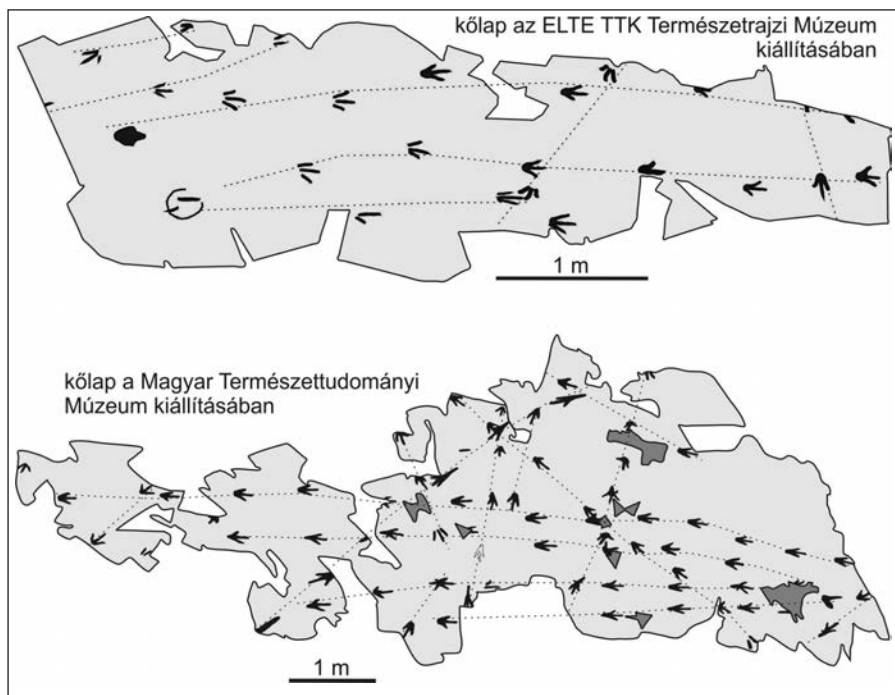 kőlap az ELTE TTK Természetrajzi Múzeum
kiállításában
1 m
kőlap a Magyar Természettudományi
Múzeum kiállításában
1 m